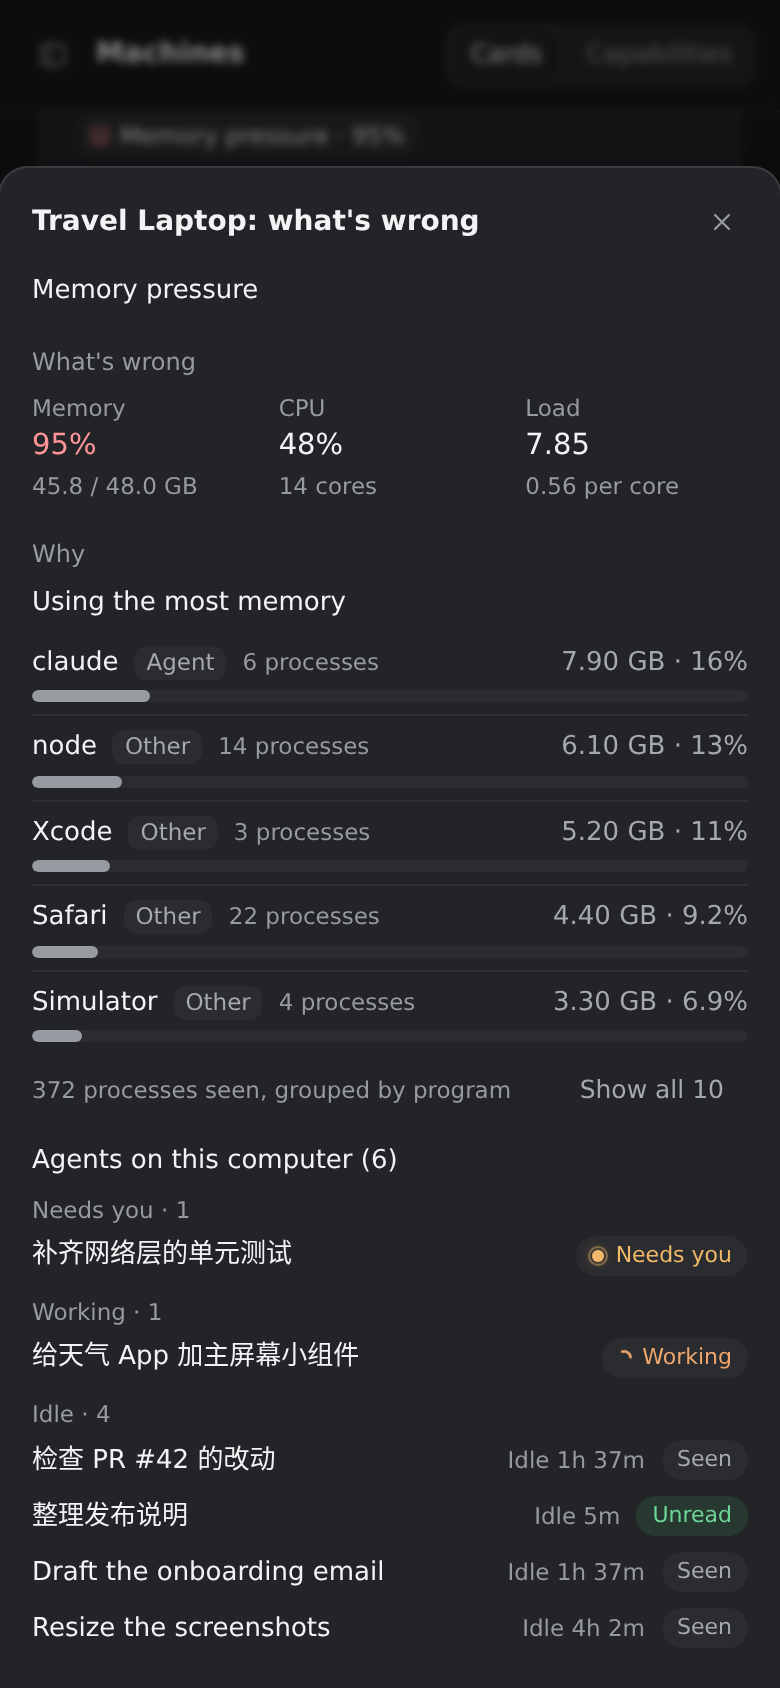 Machines
Cards
Capabilities
Memory pressure · 95%
Travel Laptop: what's wrong
Memory pressure
What's wrong
Memory
CPU
Load
95%
48%
7.85
45.8 / 48.0 GB
14 cores
0.56 per core
Why
Using the most memory
claude Agent 6 processes 7.90 GB · 16%
node Other 14 processes 6.10 GB · 13%
Xcode Other 3 processes 5.20 GB · 11%
Safari Other 22 processes 4.40 GB · 9.2%
Simulator Other 4 processes 3.30 GB · 6.9%
372 processes seen, grouped by program Show all 10
Agents on this computer (6)
Needs you · 1
补齐网络层的单元测试 Needs you
Working · 1
给天气 App 加主屏幕小组件 Working
Idle · 4
检查 PR #42 的改动 Idle 1h 37m Seen
整理发布说明 Idle 5m Unread
Draft the onboarding email Idle 1h 37m Seen
Resize the screenshots Idle 4h 2m Seen